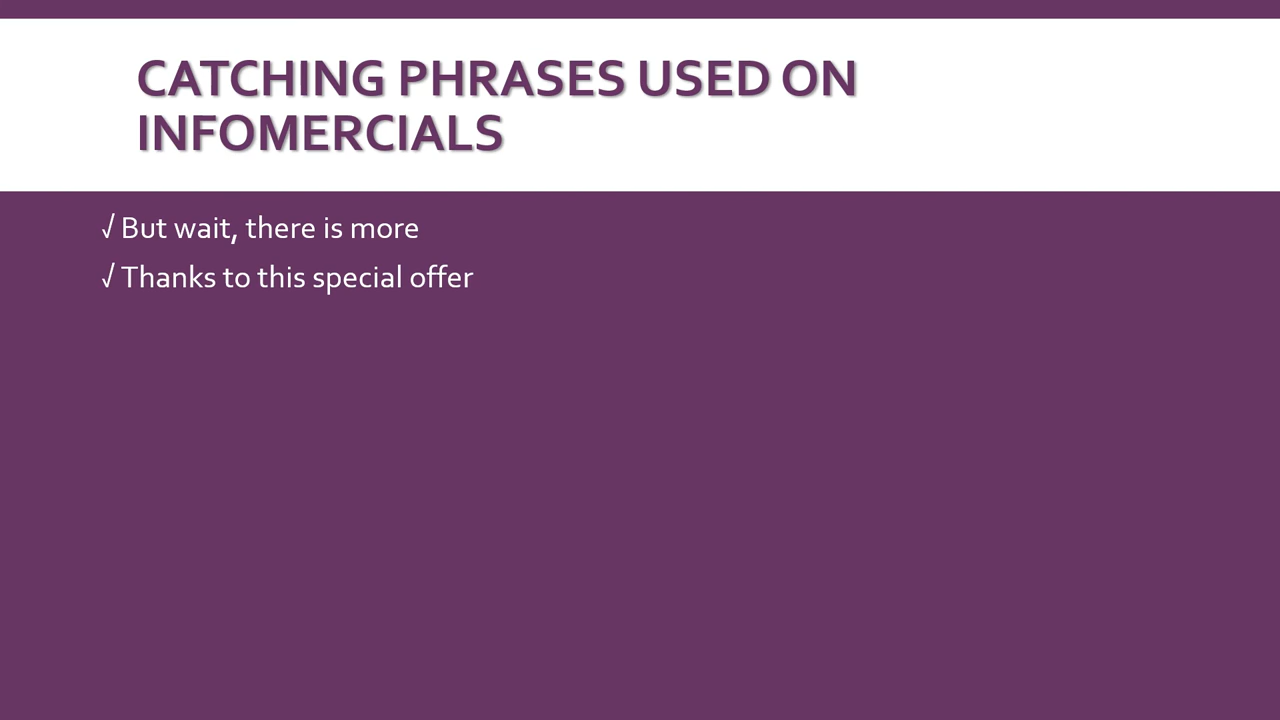 CATCHING PHRASES USED ON
INFOMERCIALS
√ But wait, there is more
√ Thanks to this special offer